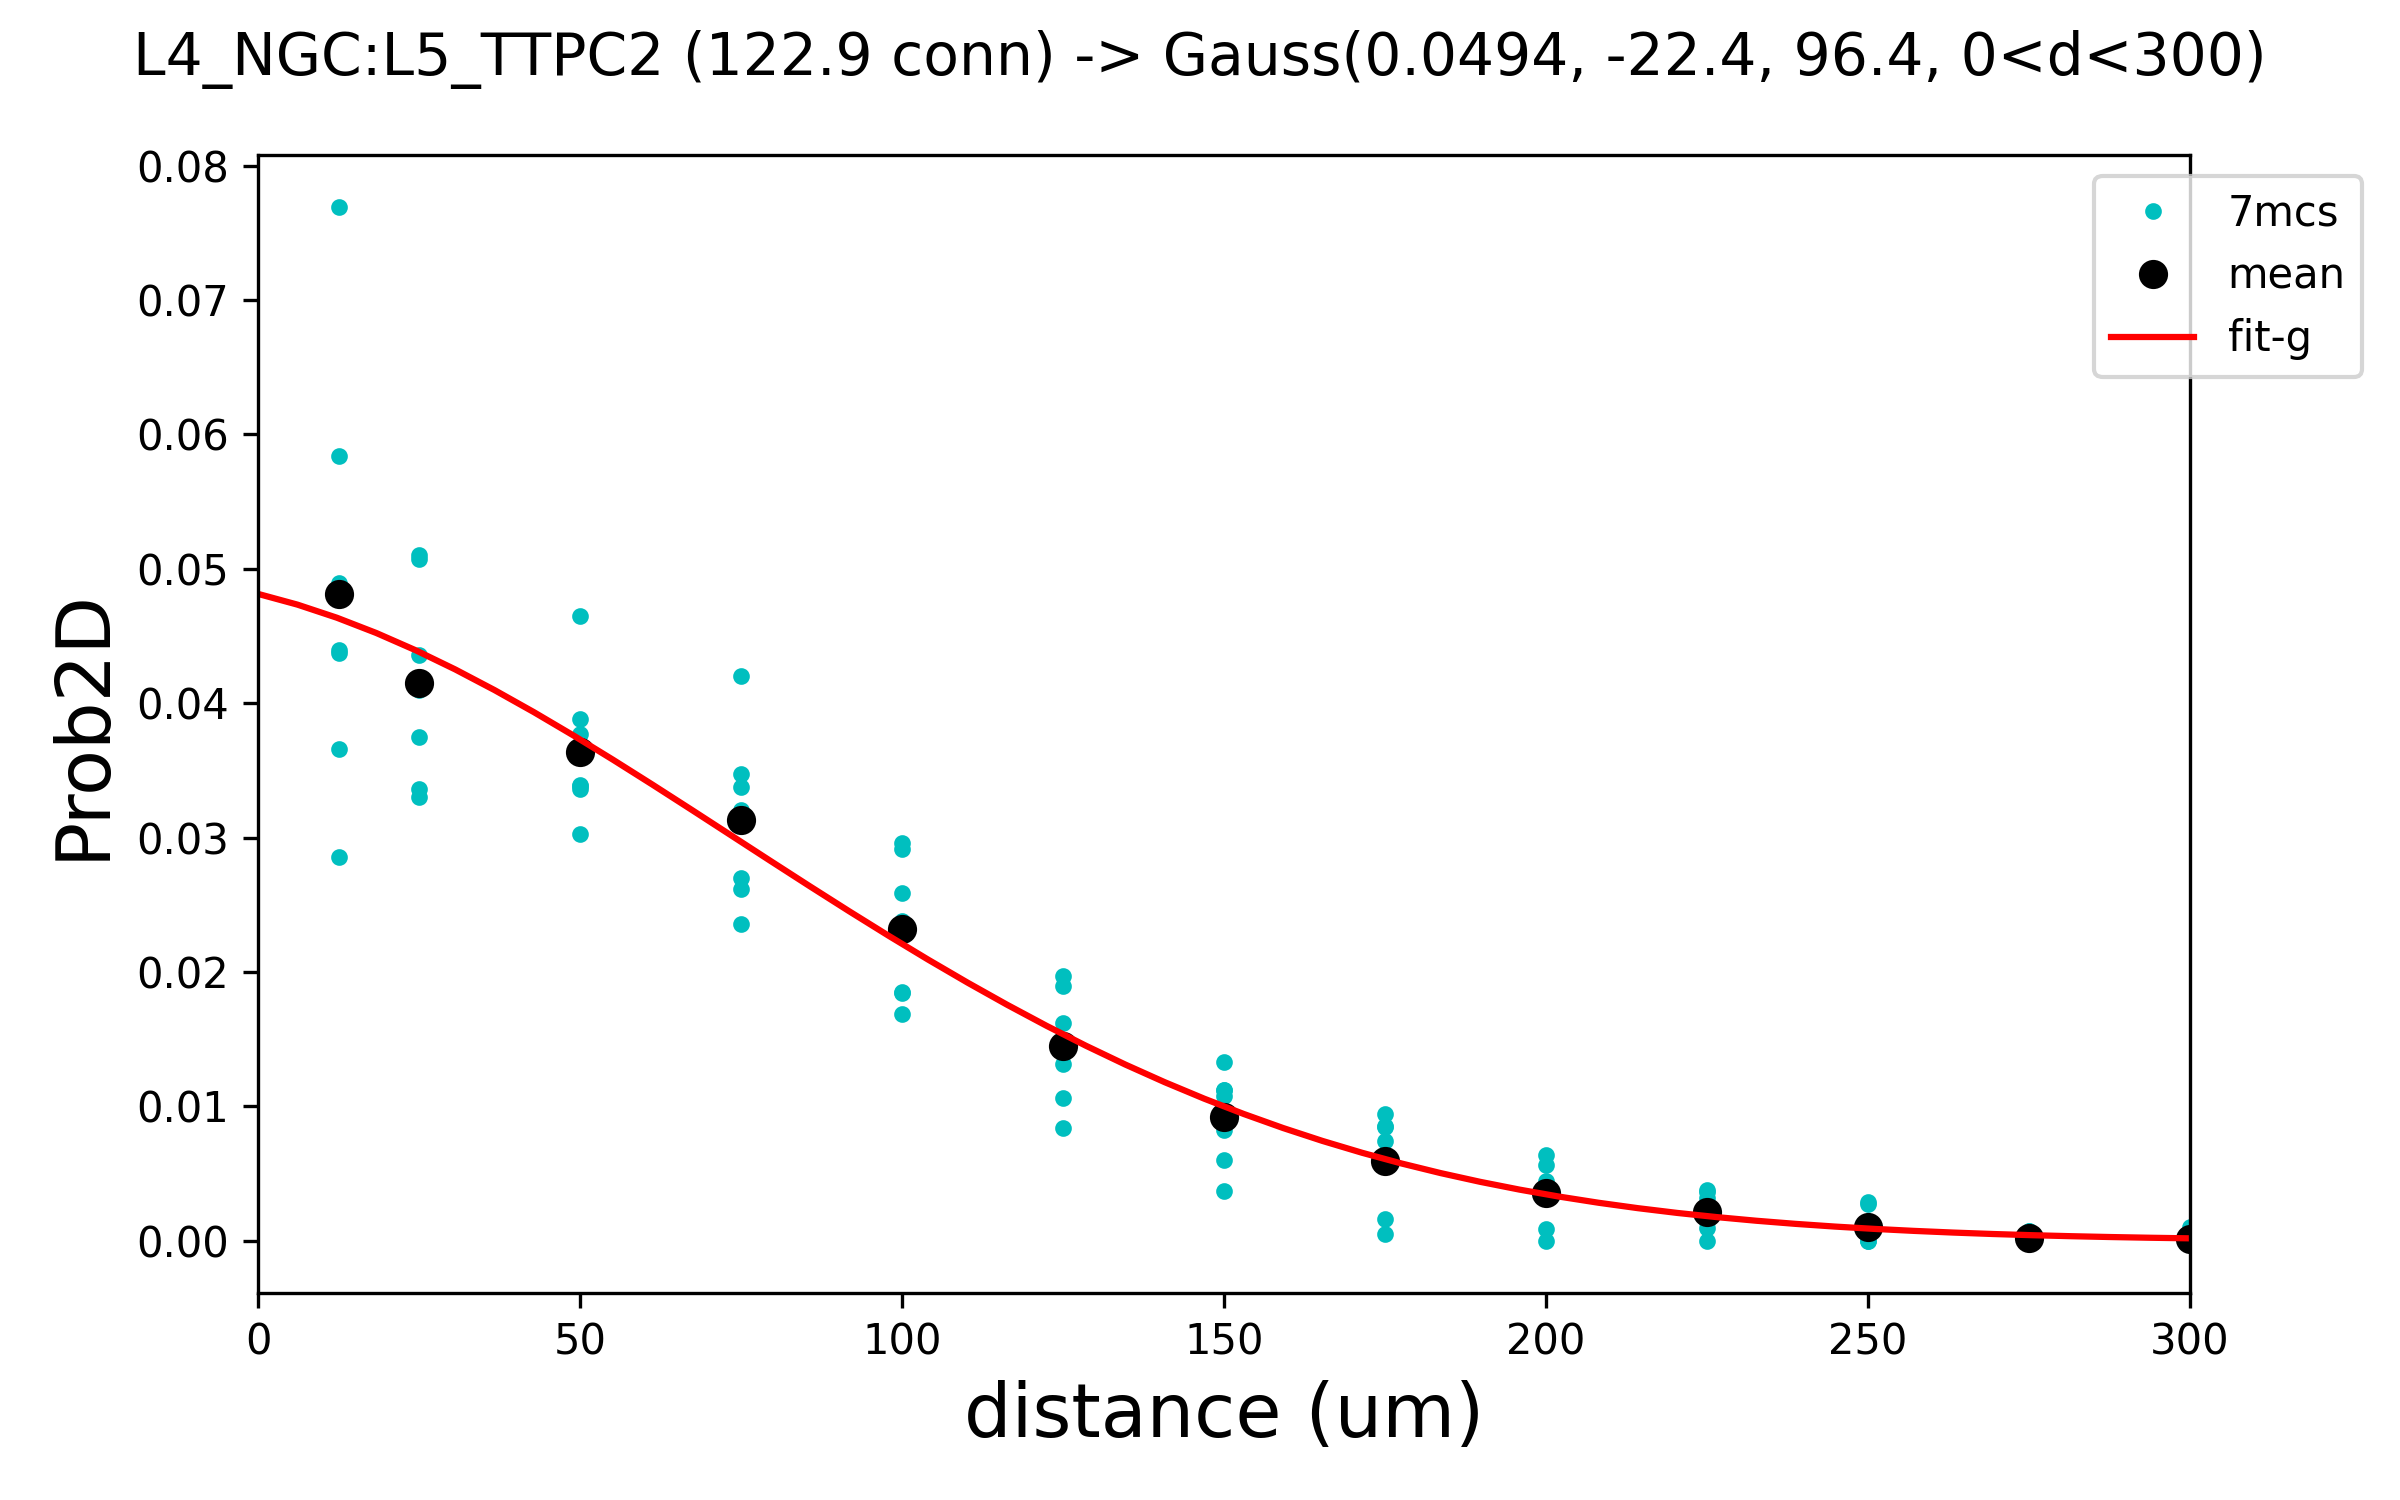 L4_NGC:L5_TTPC2 (122.9 conn) -> Gauss(0.0494, -22.4, 96.4, 0<d<300)
0.08
0.07
0.06
0.05
0.04
0.03
0.02
0.01
0.00
Prob2D
7mcs
mean
fit-g
0 50 100 150 200 250 300
distance (um)